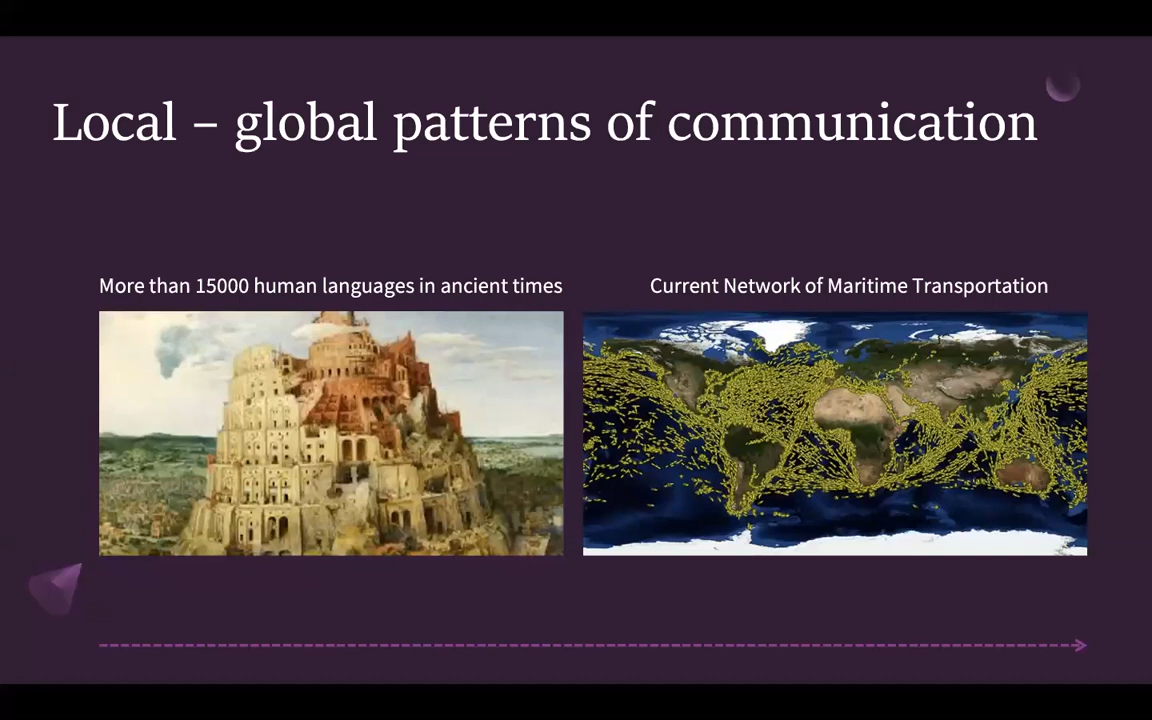 Local – global patterns of communication
More than 15000 human languages in ancient times
Current Network of Maritime Transportation